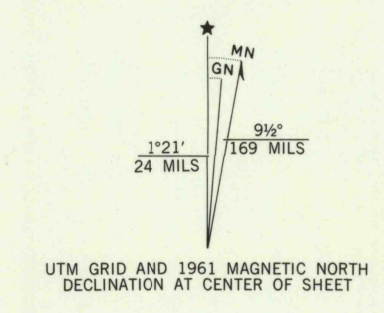 ★
MN
GN
1°21'
24 MILS
9½°
169 MILS
UTM GRID AND 1961 MAGNETIC NORTH
DECLINATION AT CENTER OF SHEET